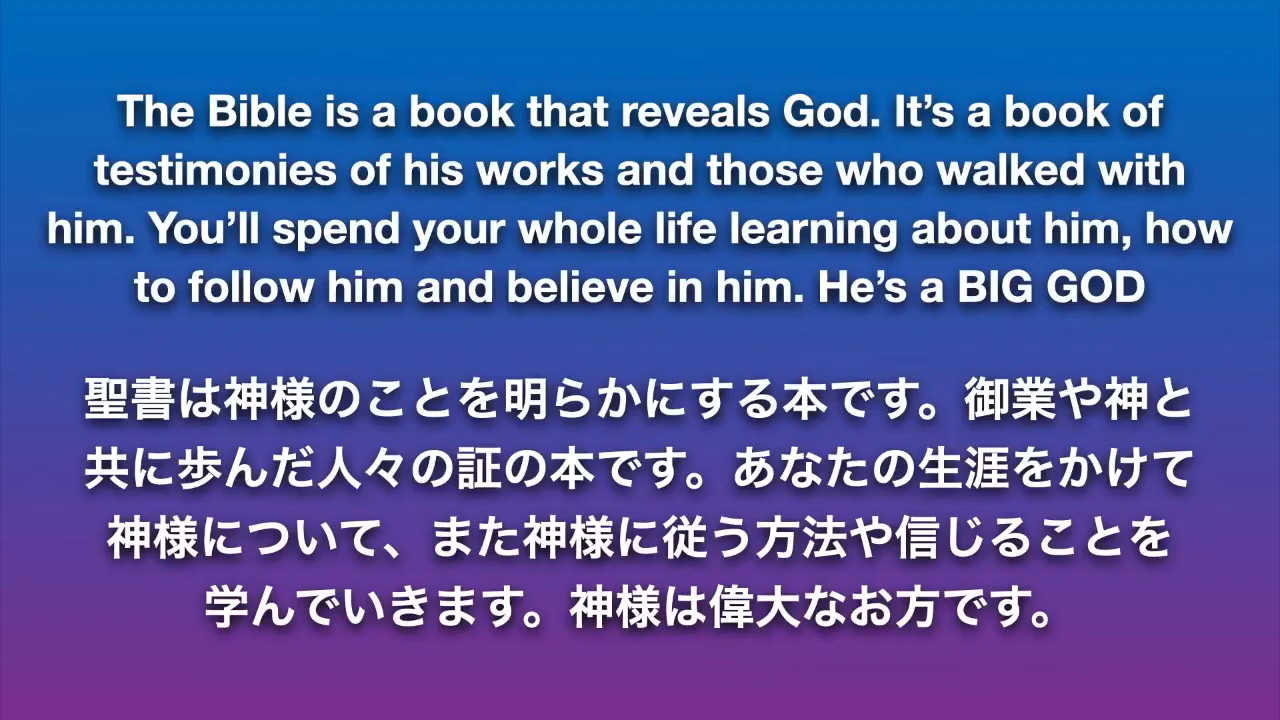 The Bible is a book that reveals God. It’s a book of
testimonies of his works and those who walked with
him. You’ll spend your whole life learning about him, how
to follow him and believe in him. He’s a BIG GOD
聖書は神様のことを明らかにする本です。御業や神と
共に歩んだ人々の証の本です。あなたの生涯をかけて
神様について、また神様に従う方法や信じることを
学んでいきます。神様は偉大なお方です。